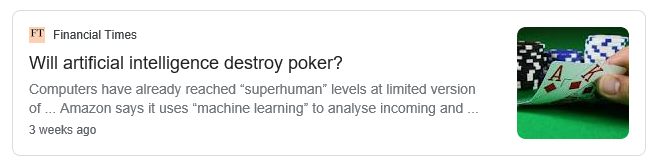 FT
Financial Times
Will artificial intelligence destroy poker?
Computers have already reached “superhuman” levels at limited version
of ... Amazon says it uses “machine learning” to analyse incoming and ...
3 weeks ago
A K